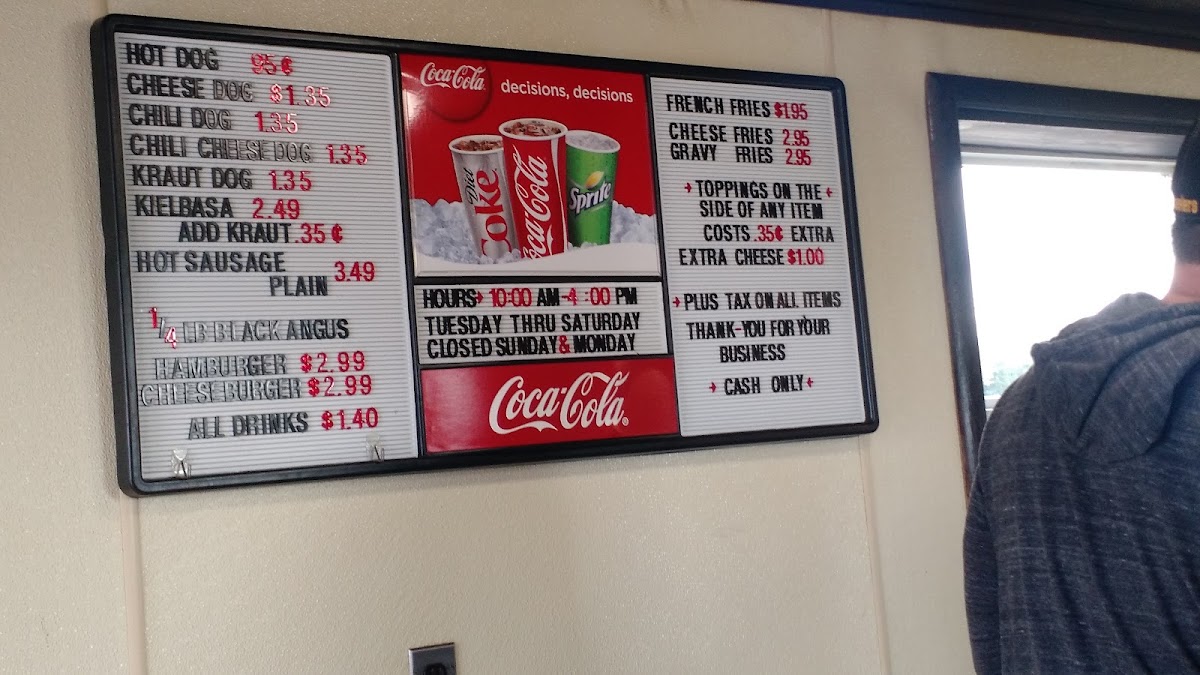 HOT DOG 95¢
CHEESE DOG $1.35
CHILI DOG 1.35
CHILI CHEESE DOG 1.35
KRAUT DOG 1.35
KIELBASA 2.49
ADD KRAUT .35¢
HOT SAUSAGE 3.49
PLAIN
1/4 LB BLACK ANGUS
HAMBURGER $2.99
CHEESE BURGER $2.99
ALL DRINKS $1.40
Coca-Cola
decisions, decisions
Diet Coke
Coca-Cola
Sprite
HOURS 10:00 AM-4:00 PM
TUESDAY THRU SATURDAY
CLOSED SUNDAY & MONDAY
Coca-Cola
FRENCH FRIES $1.95
CHEESE FRIES 2.95
GRAVY FRIES 2.95
TOPPINGS ON THE
SIDE OF ANY ITEM
COSTS .35¢ EXTRA
EXTRA CHEESE $1.00
PLUS TAX ON ALL ITEMS
THANK-YOU FOR YOUR
BUSINESS
CASH ONLY